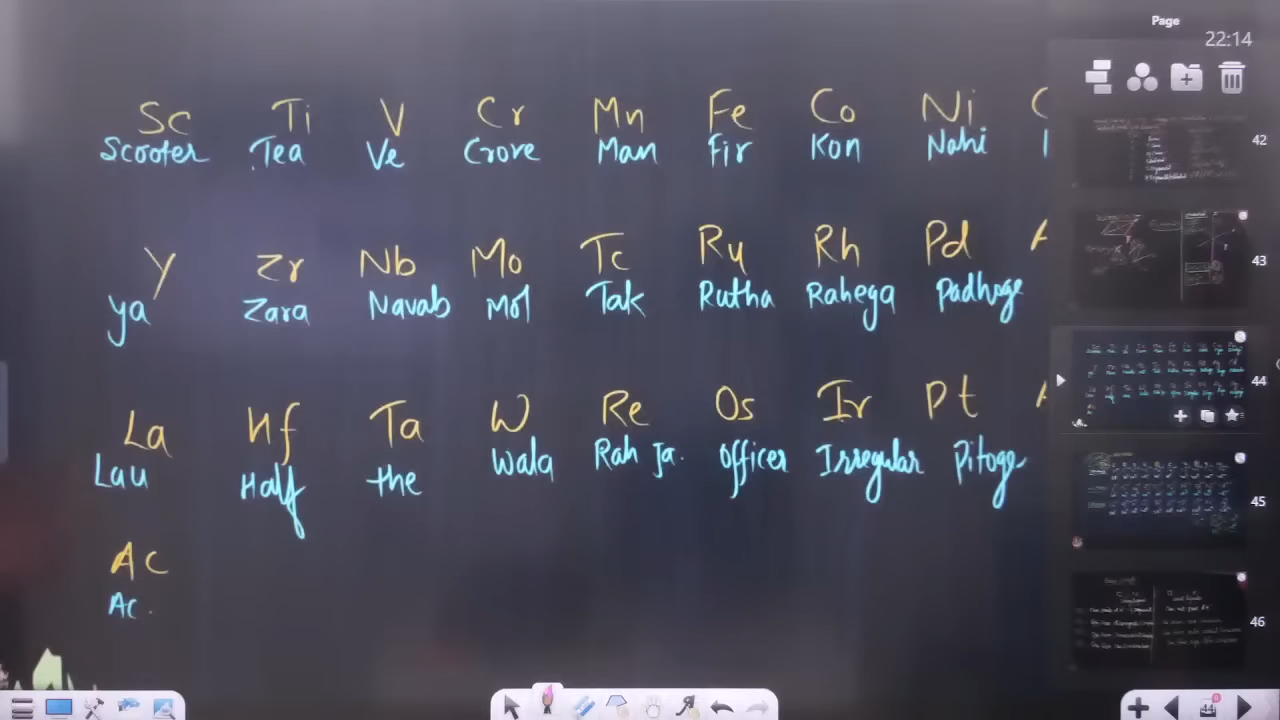 Page
22:14
Sc Ti V Cr Mn Fe Co Ni C
Scooter Tea Ve Crore Man Fir Kon Nahi
42
Y Zr Nb Mo Tc Ru Rh Pd A
ya Zara Navab Mol Tak Rutha Rahega Padhoge
43
La Hf Ta W Re Os Ir Pt A
Lau Half the Wala Rah Ja. Officer Irregular Pitoge
44
45
Ac
Ac.
46
44